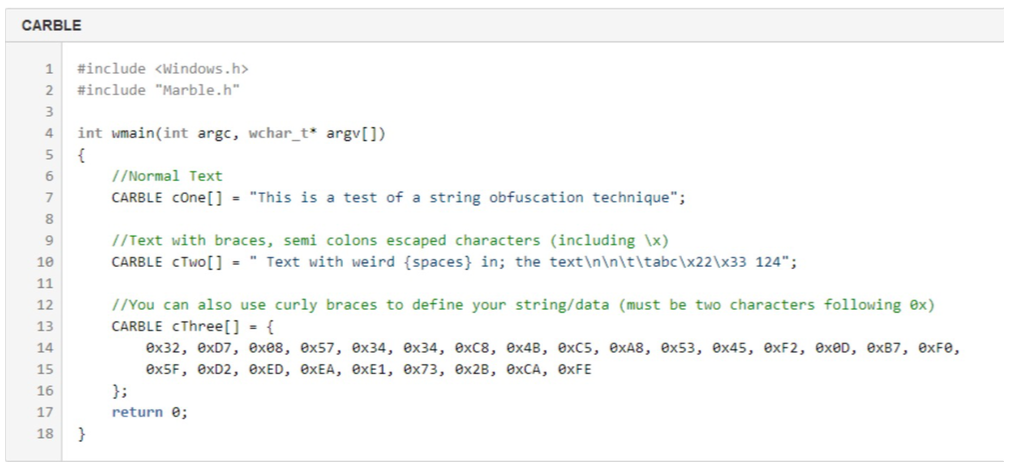 CARBLE
1 #include <Windows.h>
2 #include "Marble.h"
3
4 int wmain(int argc, wchar_t* argv[])
5 {
6     //Normal Text
7     CARBLE cOne[] = "This is a test of a string obfuscation technique";
8
9     //Text with braces, semi colons escaped characters (including \x)
10     CARBLE cTwo[] = " Text with weird {spaces} in; the text\n\n\t\tabc\x22\x33 124";
11
12     //You can also use curly braces to define your string/data (must be two characters following 0x)
13     CARBLE cThree[] = {
14         0x32, 0xD7, 0x08, 0x57, 0x34, 0x34, 0xC8, 0x4B, 0xC5, 0xA8, 0x53, 0x45, 0xF2, 0x0D, 0xB7, 0xF0,
15         0x5F, 0xD2, 0xED, 0xEA, 0xE1, 0x73, 0x2B, 0xCA, 0xFE
16     };
17     return 0;
18 }